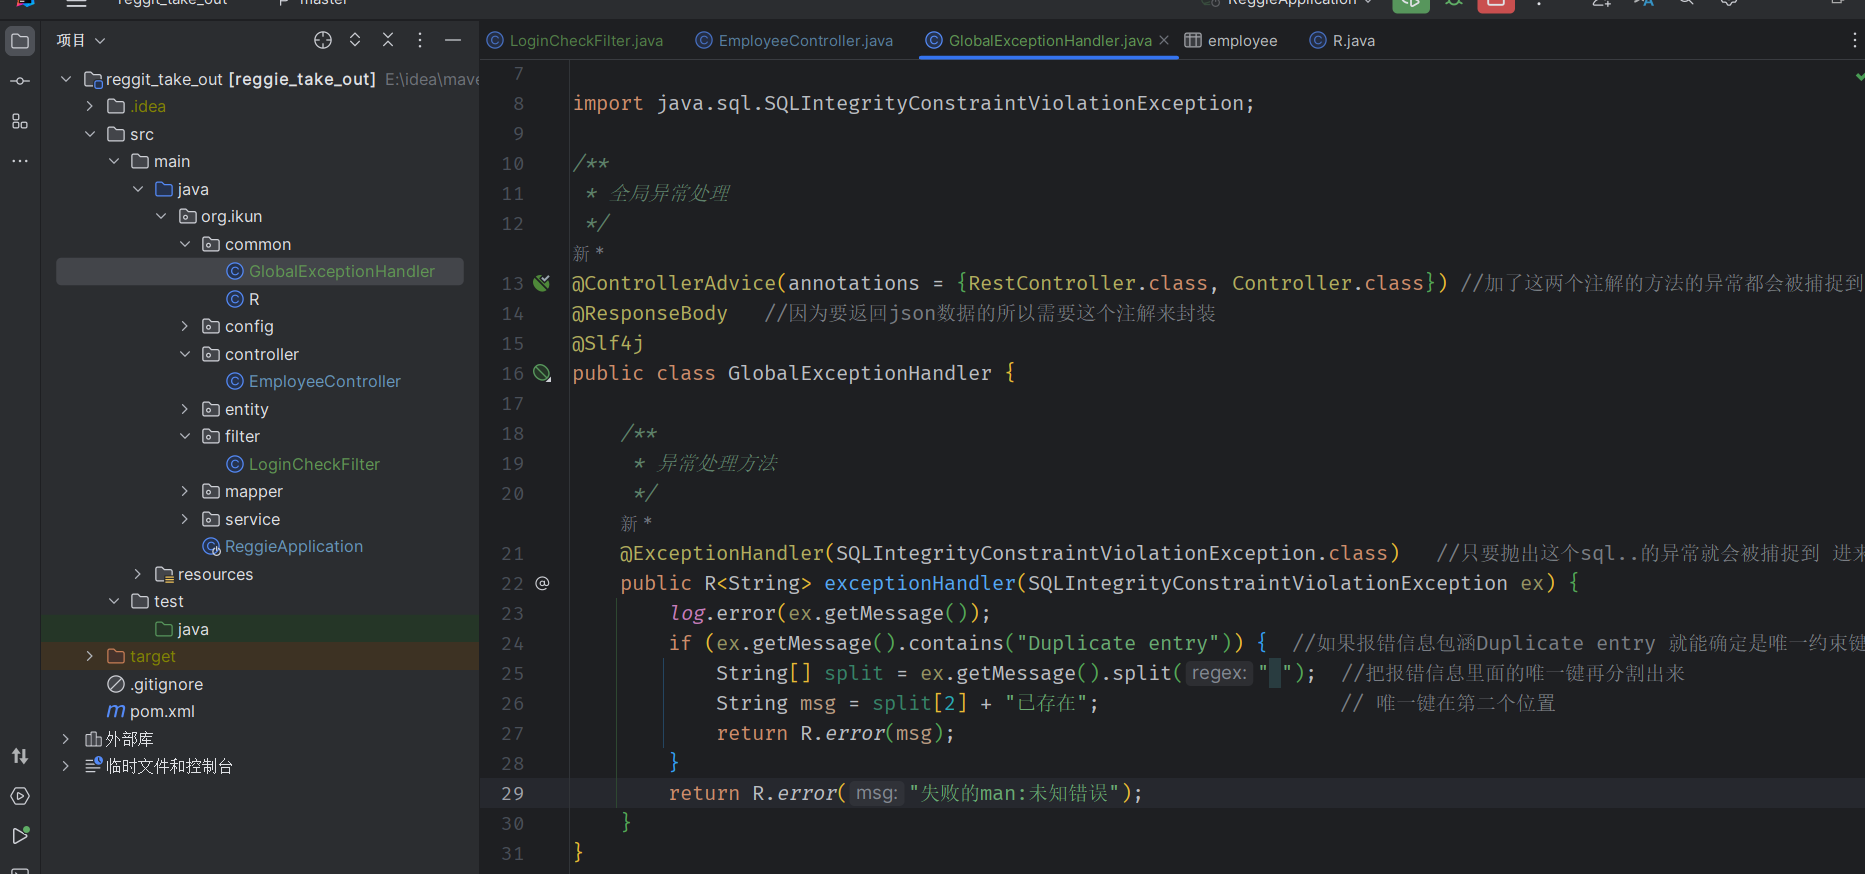 项目
reggit_take_out [reggie_take_out] E:\idea\mave
.idea
src
main
java
org.ikun
common
GlobalExceptionHandler
R
config
controller
EmployeeController
entity
filter
LoginCheckFilter
mapper
service
ReggieApplication
resources
test
java
target
.gitignore
pom.xml
外部库
临时文件和控制台
LoginCheckFilter.java EmployeeController.java GlobalExceptionHandler.java employee R.java
7
8 import java.sql.SQLIntegrityConstraintViolationException;
9
10 /**
11 * 全局异常处理
12 */
新 *
13 @ControllerAdvice(annotations = {RestController.class, Controller.class}) //加了这两个注解的方法的异常都会被捕捉到
14 @ResponseBody //因为要返回json数据的所以需要这个注解来封装
15 @Slf4j
16 public class GlobalExceptionHandler {
17
18 /**
19 * 异常处理方法
20 */
新 *
21 @ExceptionHandler(SQLIntegrityConstraintViolationException.class) //只要抛出这个sql..的异常就会被捕捉到 进来
22 public R<String> exceptionHandler(SQLIntegrityConstraintViolationException ex) {
23 log.error(ex.getMessage());
24 if (ex.getMessage().contains("Duplicate entry")) { //如果报错信息包涵Duplicate entry 就能确定是唯一约束键
25 String[] split = ex.getMessage().split( regex: " "); //把报错信息里面的唯一键再分割出来
26 String msg = split[2] + "已存在"; // 唯一键在第二个位置
27 return R.error(msg);
28 }
29 return R.error( msg: "失败的man:未知错误");
30 }
31 }